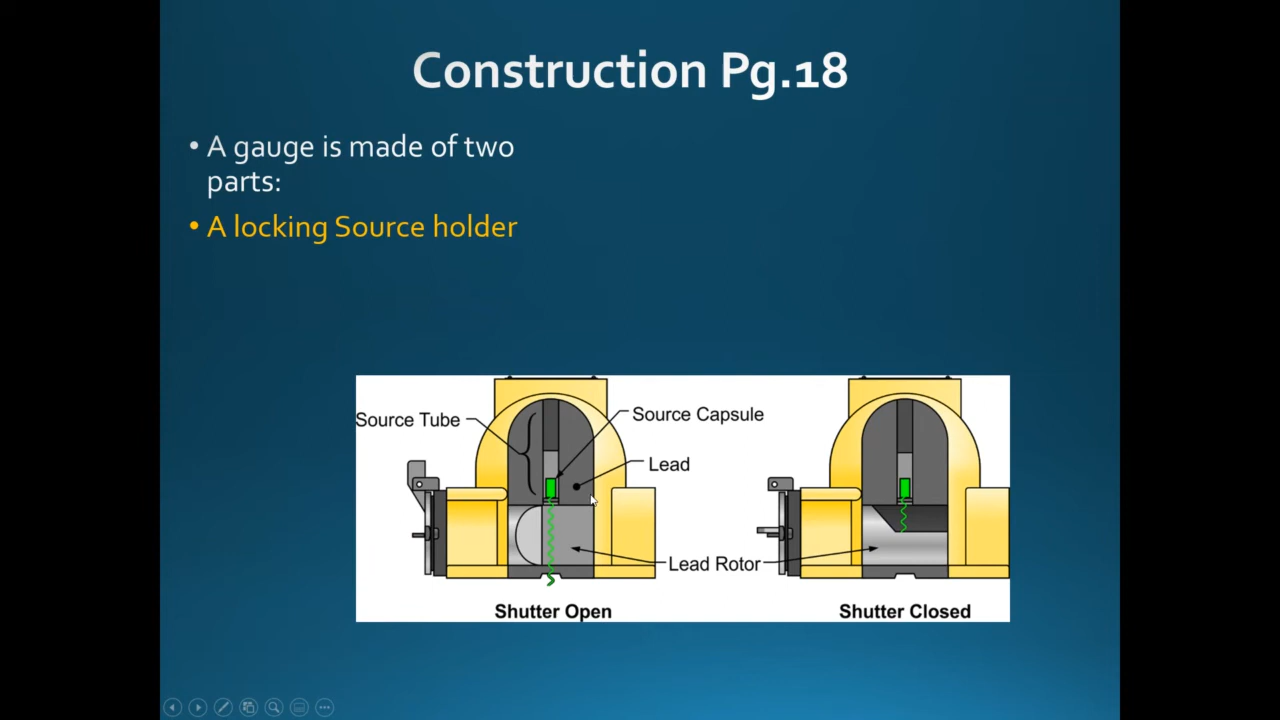 Construction Pg.18
• A gauge is made of two
parts:
• A locking Source holder
Source Tube
Source Capsule
Lead
Lead Rotor
Shutter Open
Shutter Closed